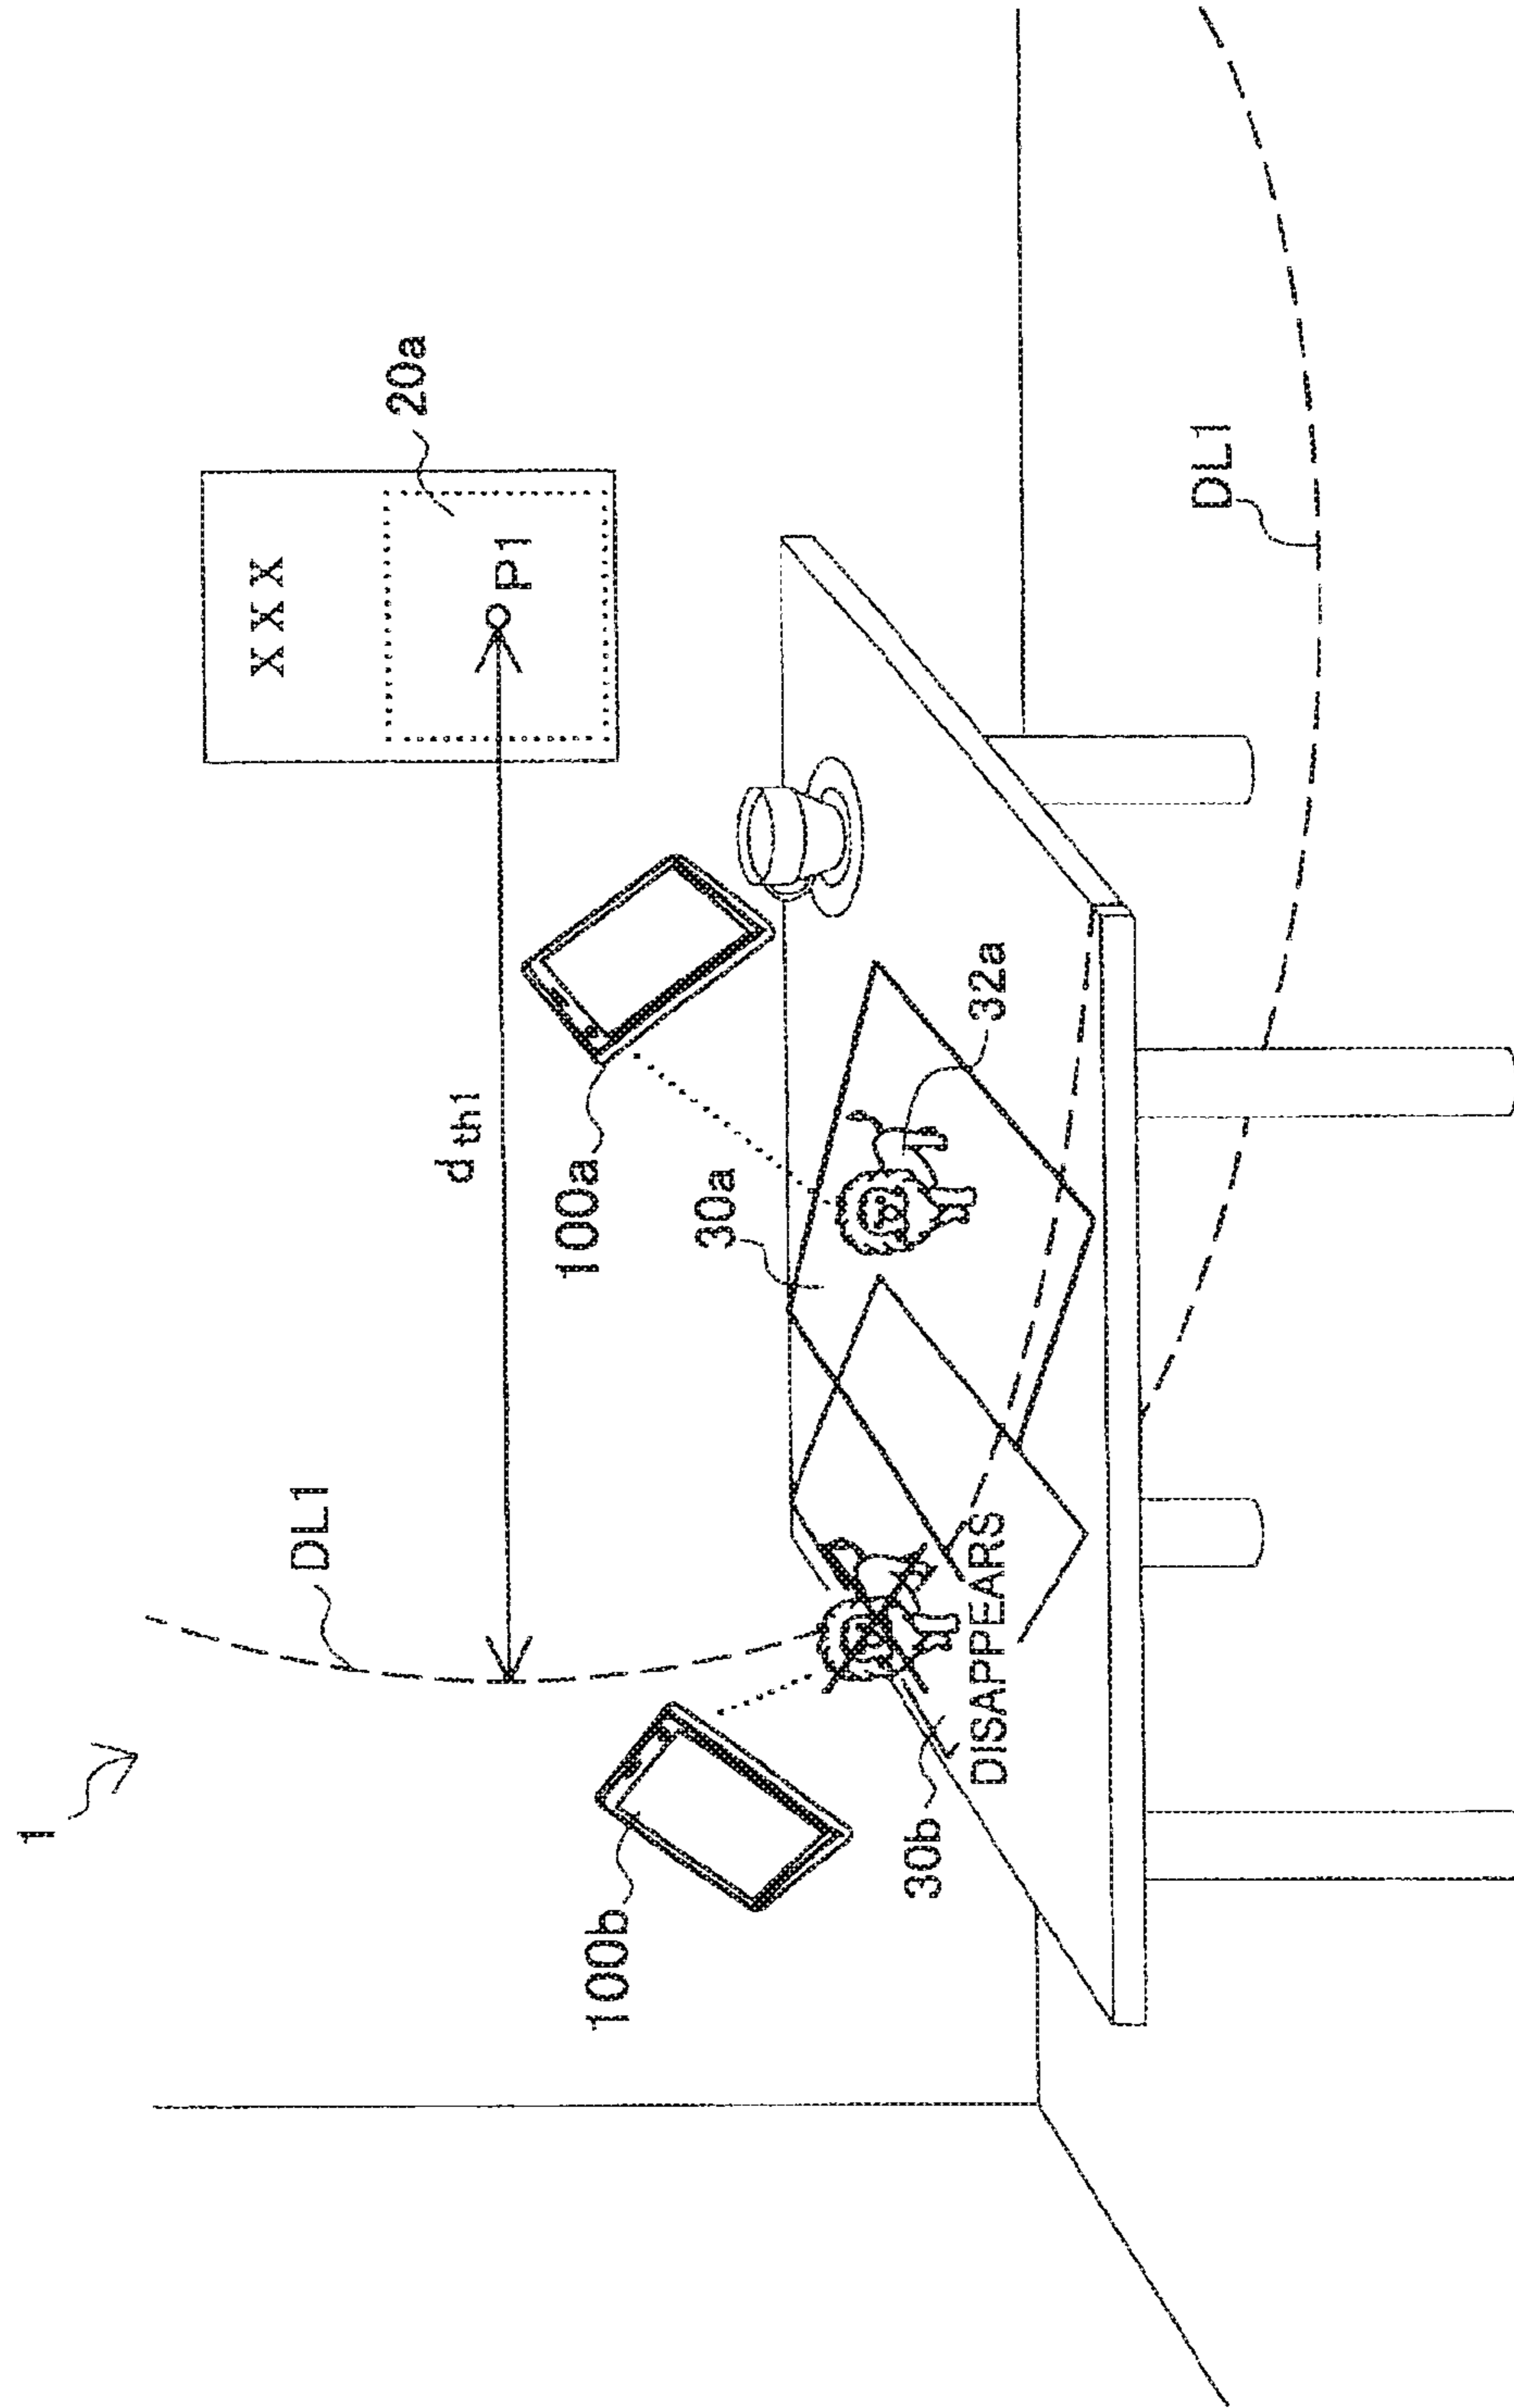 1
DL1
d th1
XXX
20a
P1
100a
100b
30a
32a
30b
DISAPPEARS
DL1